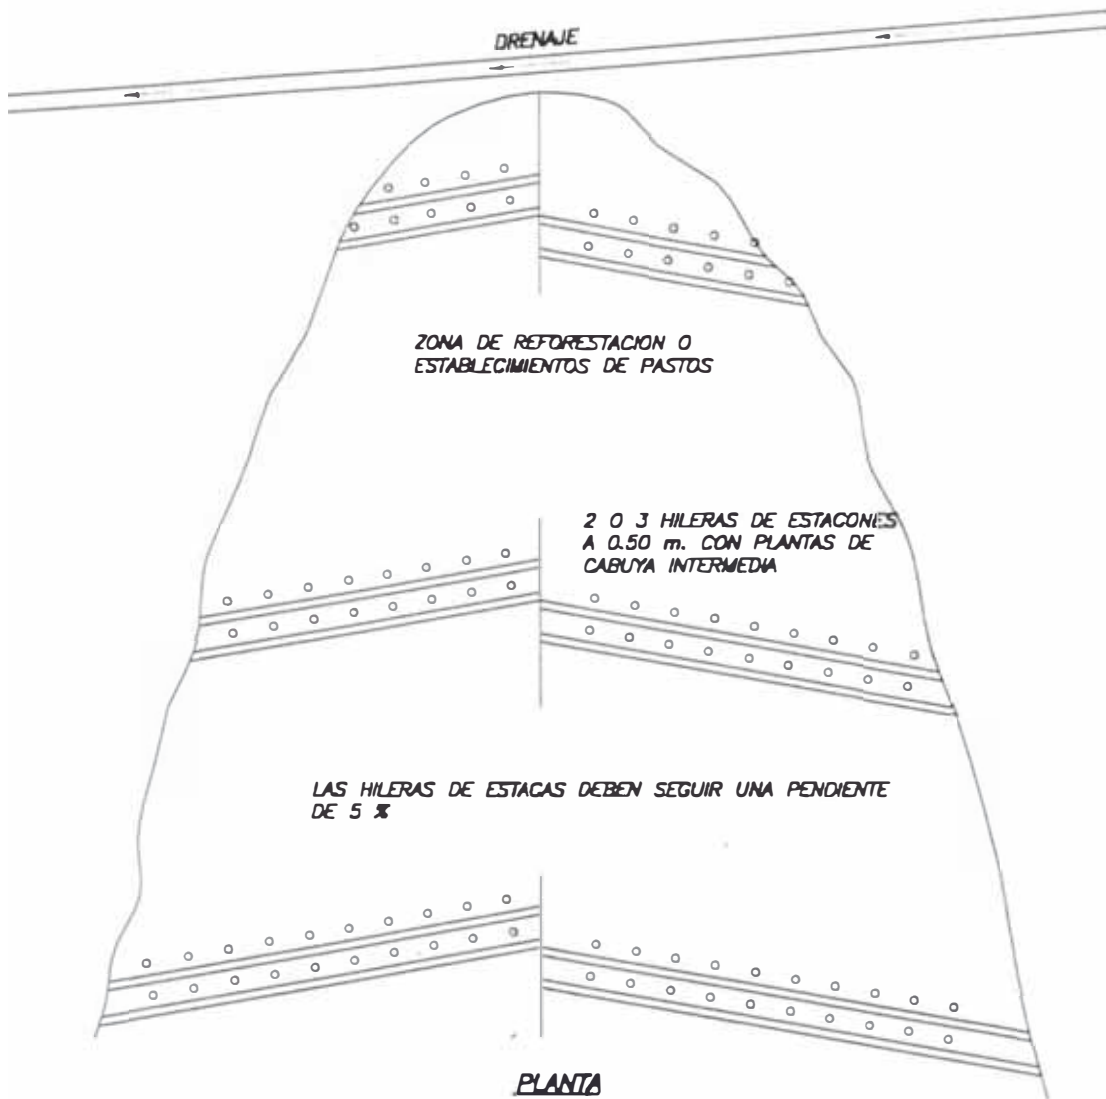 DRENAJE
ZONA DE REFORESTACION O
ESTABLECIMIENTOS DE PASTOS
2 O 3 HILERAS DE ESTACONES
A 0.50 m. CON PLANTAS DE
CABUYA INTERMEDIA
LAS HILERAS DE ESTACAS DEBEN SEGUIR UNA PENDIENTE
DE 5 %
PLANTA